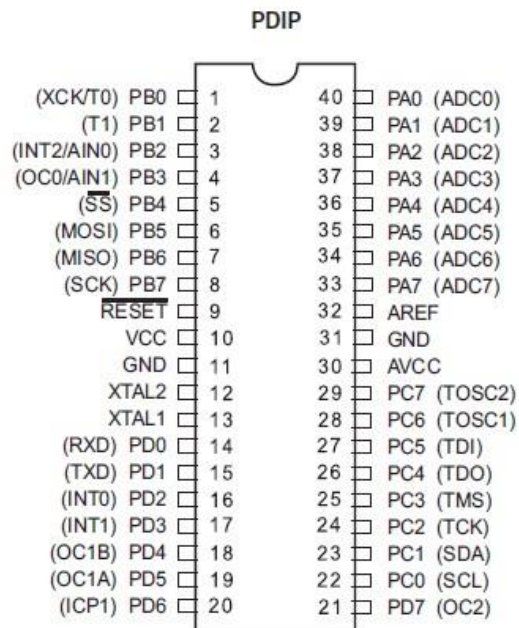 PDIP
(XCK/T0) PB0 1 40 PA0 (ADC0)
(T1) PB1 2 39 PA1 (ADC1)
(INT2/AIN0) PB2 3 38 PA2 (ADC2)
(OC0/AIN1) PB3 4 37 PA3 (ADC3)
(SS) PB4 5 36 PA4 (ADC4)
(MOSI) PB5 6 35 PA5 (ADC5)
(MISO) PB6 7 34 PA6 (ADC6)
(SCK) PB7 8 33 PA7 (ADC7)
RESET 9 32 AREF
VCC 10 31 GND
GND 11 30 AVCC
XTAL2 12 29 PC7 (TOSC2)
XTAL1 13 28 PC6 (TOSC1)
(RXD) PD0 14 27 PC5 (TDI)
(TXD) PD1 15 26 PC4 (TDO)
(INT0) PD2 16 25 PC3 (TMS)
(INT1) PD3 17 24 PC2 (TCK)
(OC1B) PD4 18 23 PC1 (SDA)
(OC1A) PD5 19 22 PC0 (SCL)
(ICP1) PD6 20 21 PD7 (OC2)